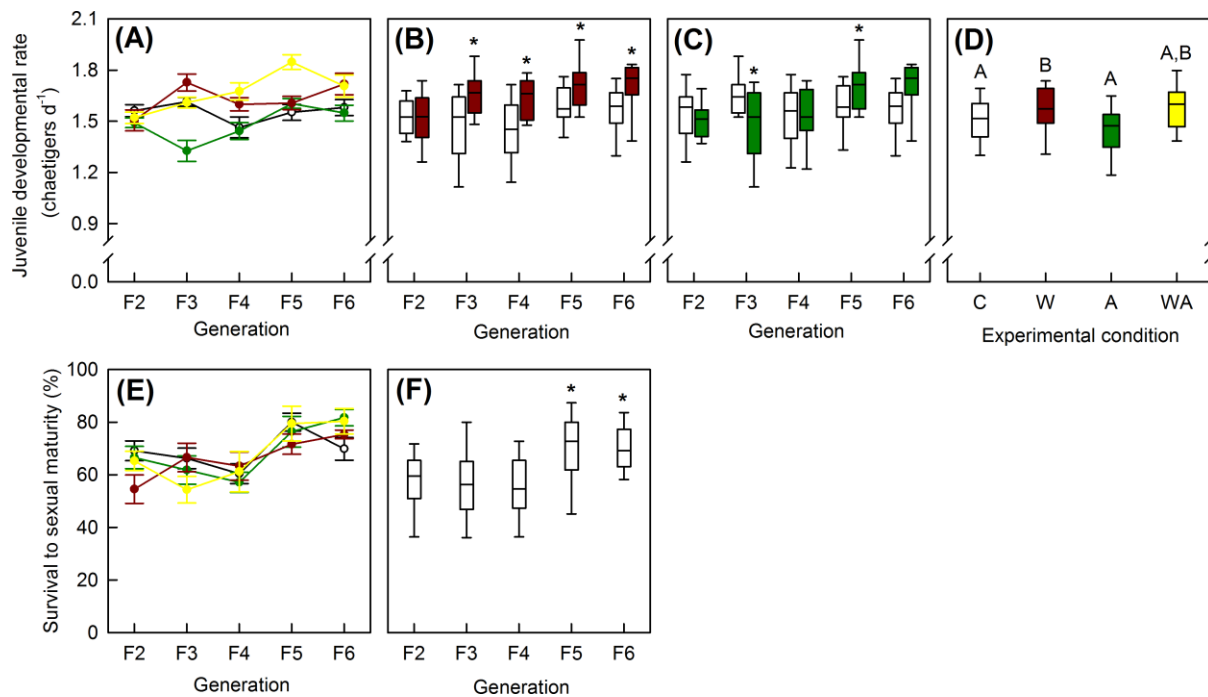 (A) (B) (C) (D)
Juvenile developmental rate
(chaetigers d-1)
2.1
1.8
1.5
1.2
0.9
0.0
* * * *
* *
A B A A,B
F2 F3 F4 F5 F6
Generation
F2 F3 F4 F5 F6
Generation
F2 F3 F4 F5 F6
Generation
C W A WA
Experimental condition
(E) (F)
Survival to sexual maturity (%)
100
80
60
40
20
0
* *
F2 F3 F4 F5 F6
Generation
F2 F3 F4 F5 F6
Generation